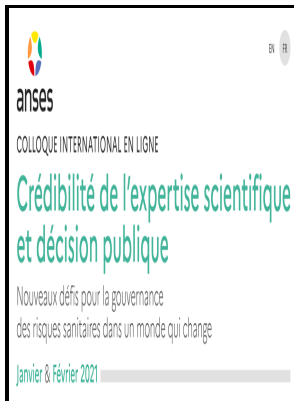 EN FR
anses
COLLOQUE INTERNATIONAL EN LIGNE
Crédibilité de l'expertise scientifique
et décision publique
Nouveaux défis pour la gouvernance
des risques sanitaires dans un monde qui change
Janvier & Février 2021